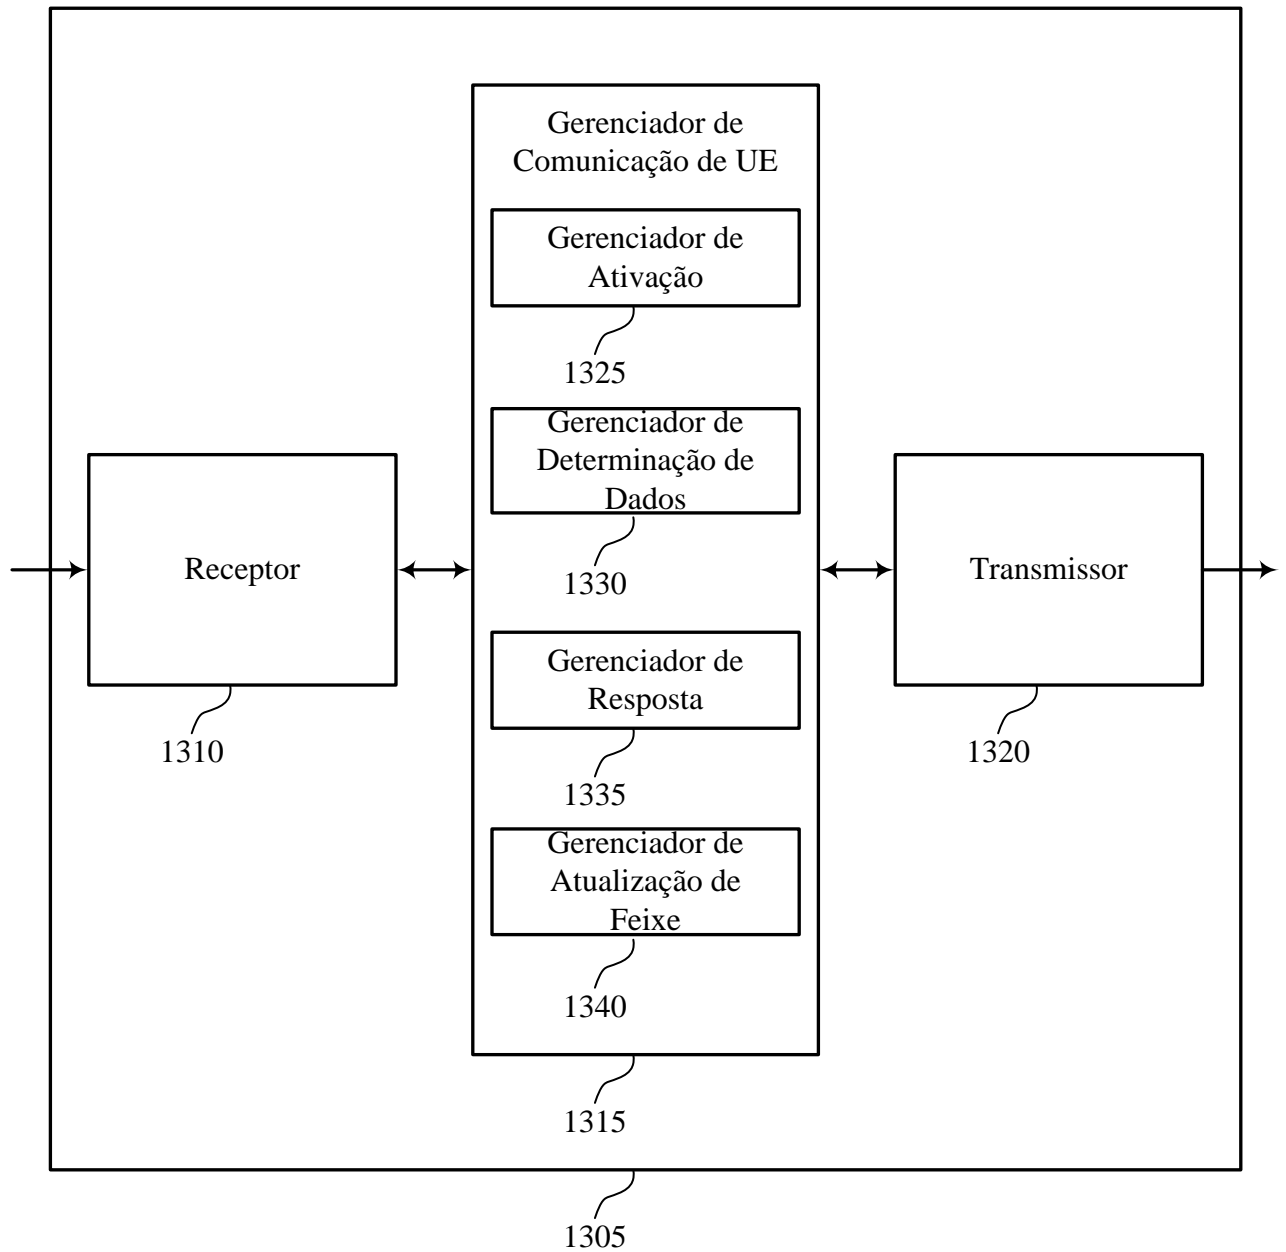 Gerenciador de
Comunicação de UE
Gerenciador de
Ativação
1325
Gerenciador de
Determinação de
Dados
1330
Receptor
1310
Transmissor
1320
Gerenciador de
Resposta
1335
Gerenciador de
Atualização de
Feixe
1340
1315
1305